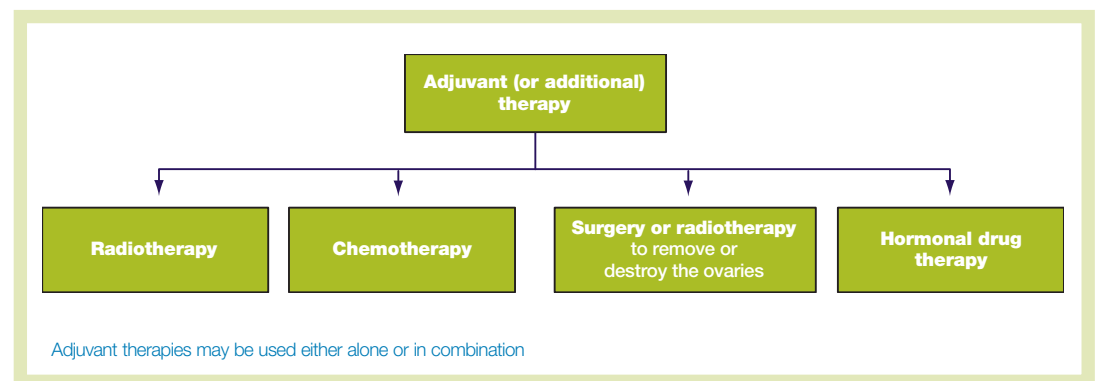 Adjuvant (or additional)
therapy
Radiotherapy
Chemotherapy
Surgery or radiotherapy
to remove or
destroy the ovaries
Hormonal drug
therapy
Adjuvant therapies may be used either alone or in combination